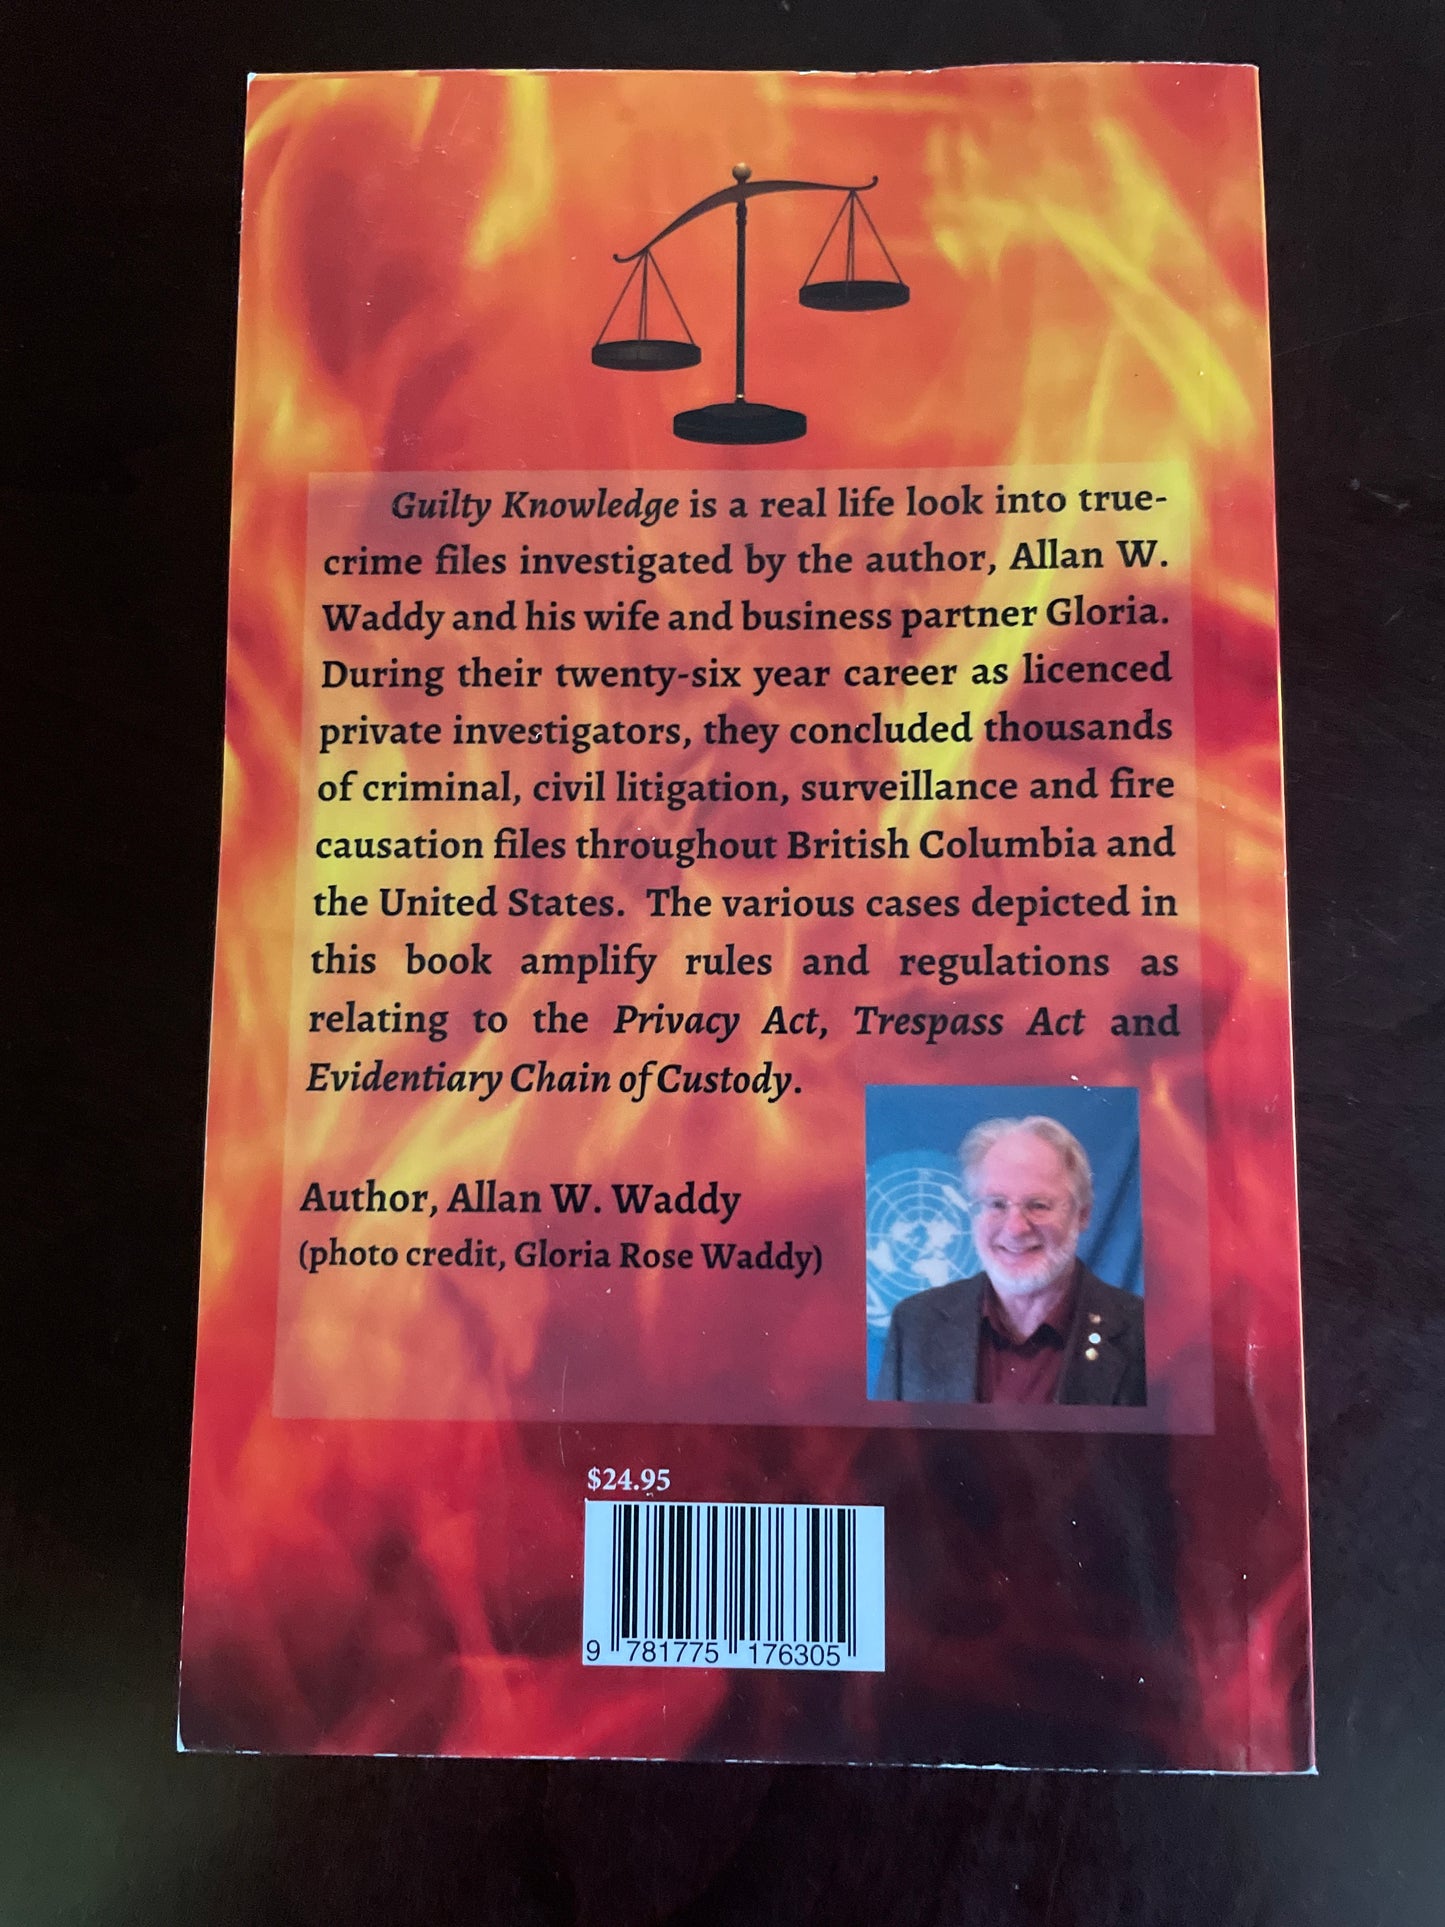 Guilty Knowledge is a real life look into true-
crime files investigated by the author, Allan W.
Waddy and his wife and business partner Gloria.
During their twenty-six year career as licenced
private investigators, they concluded thousands
of criminal, civil litigation, surveillance and fire
causation files throughout British Columbia and
the United States. The various cases depicted in
this book amplify rules and regulations as
relating to the Privacy Act, Trespass Act and
Evidentiary Chain of Custody.
Author, Allan W. Waddy
(photo credit, Gloria Rose Waddy)
$24.95
9 781775 176305